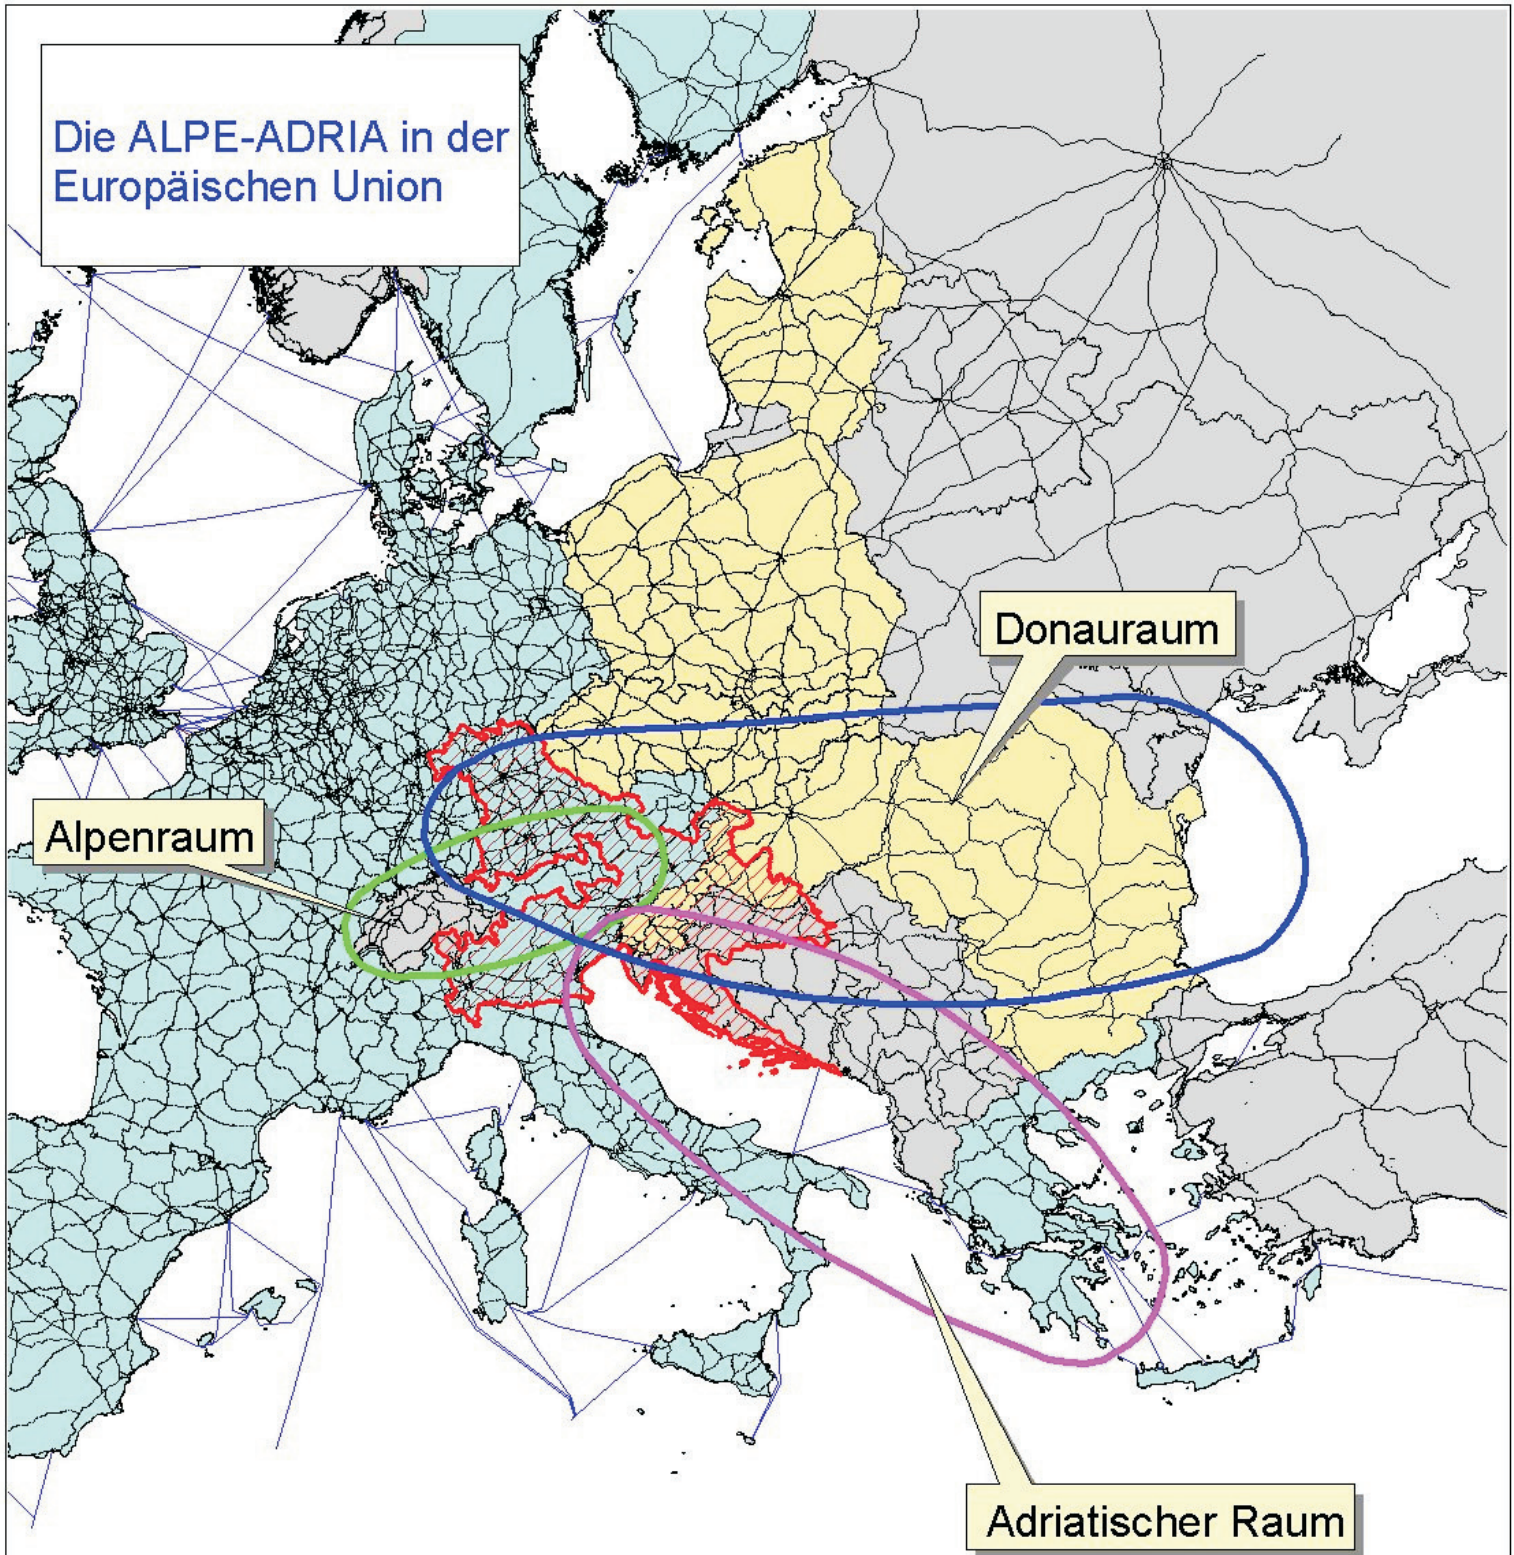 Die ALPE-ADRIA in der
Europäischen Union
Donauraum
Alpenraum
Adriatischer Raum